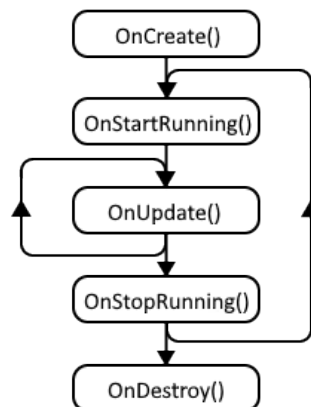 OnCreate()
OnStartRunning()
OnUpdate()
OnStopRunning()
OnDestroy()